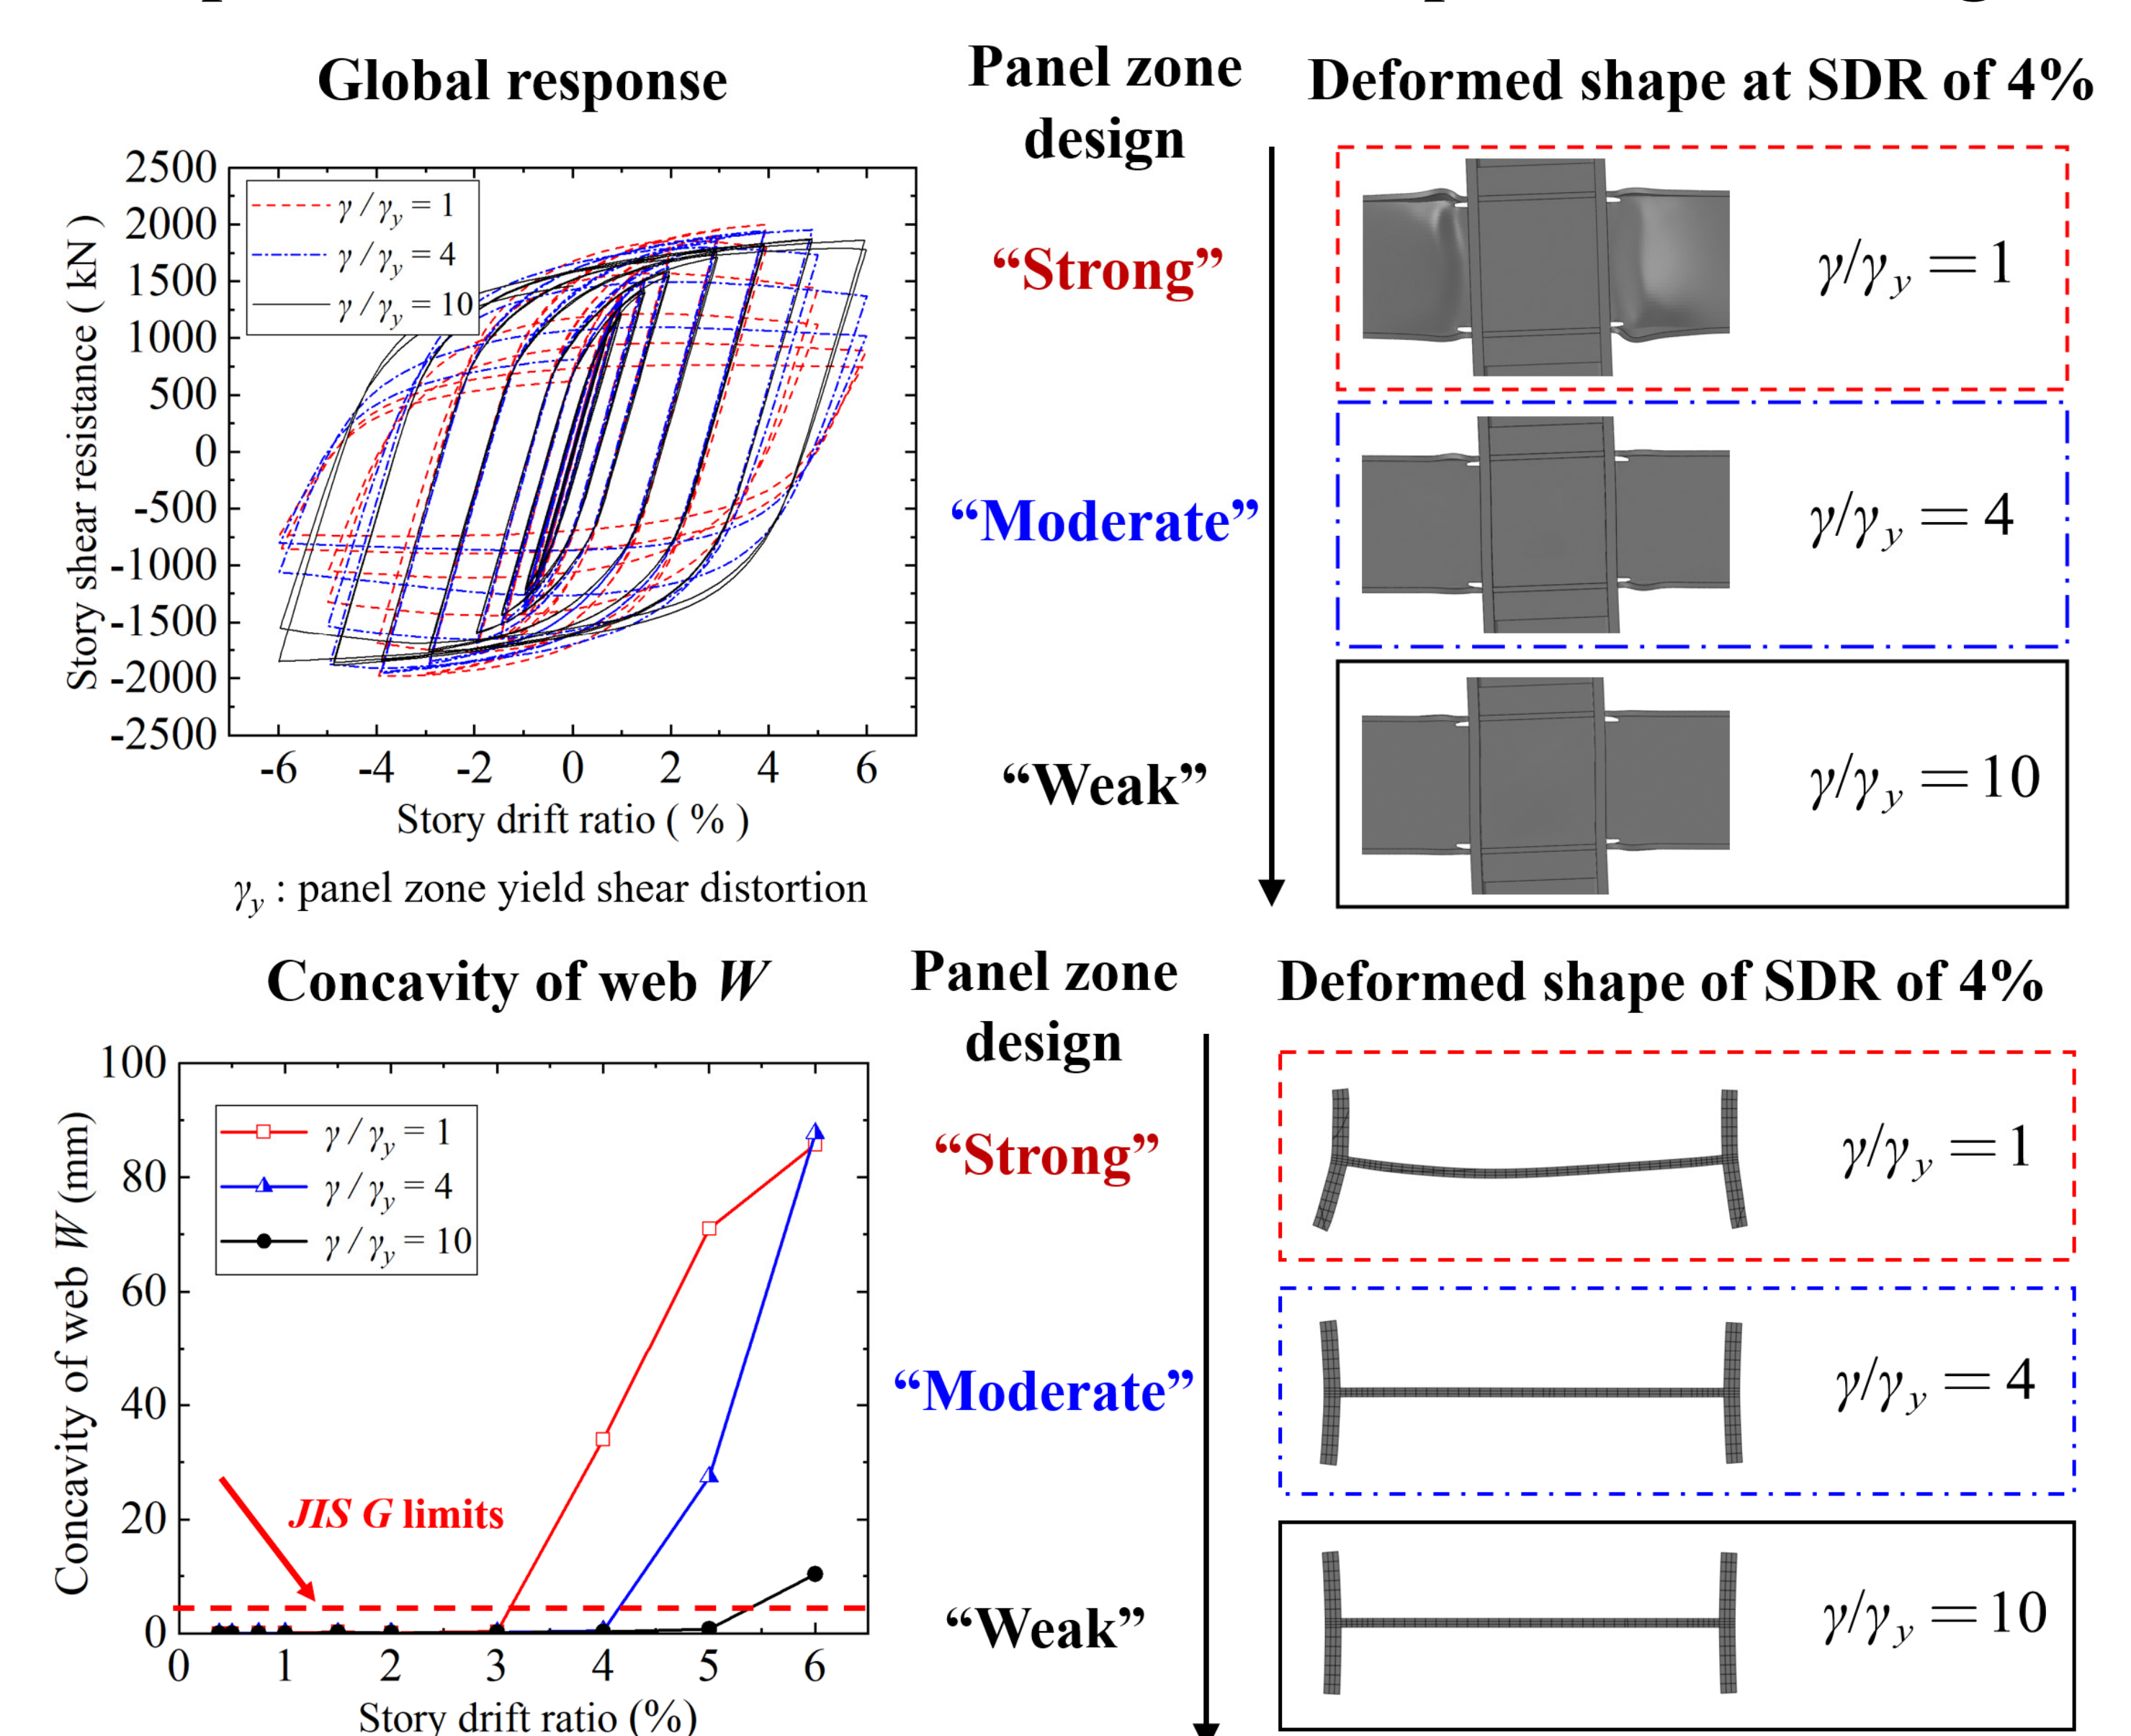 Global response
Panel zone
design
Deformed shape at SDR of 4%
2500
2000
1500
1000
500
0
-500
-1000
-1500
-2000
-2500
Story shear resistance ( kN )
γ / γy = 1
γ / γy = 4
γ / γy = 10
-6 -4 -2 0 2 4 6
Story drift ratio ( % )
γy : panel zone yield shear distortion
“Strong”
“Moderate”
“Weak”
γ/γy = 1
γ/γy = 4
γ/γy = 10
Concavity of web W
Panel zone
design
Deformed shape of SDR of 4%
100
80
60
40
20
0
Concavity of web W (mm)
γ / γy = 1
γ / γy = 4
γ / γy = 10
JIS G limits
0 1 2 3 4 5 6
Story drift ratio (%)
“Strong”
“Moderate”
“Weak”
γ/γy = 1
γ/γy = 4
γ/γy = 10